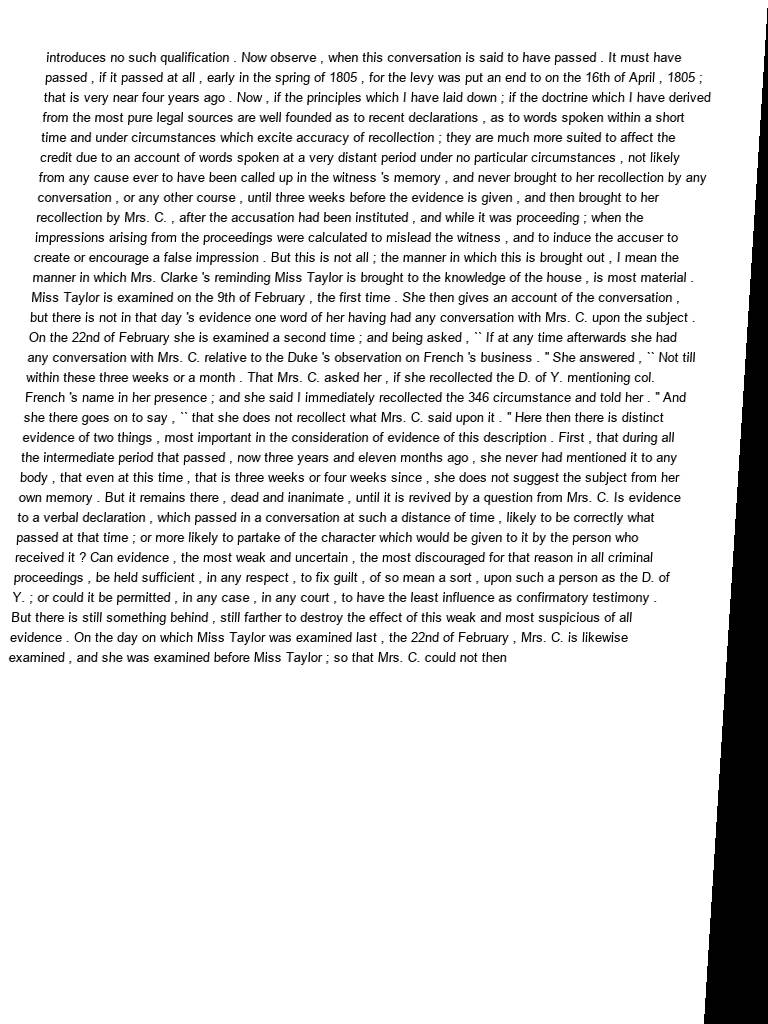 introduces no such qualification . Now observe , when this conversation is said to have passed . It must have
passed , if it passed at all , early in the spring of 1805 , for the levy was put an end to on the 16th of April , 1805 ;
that is very near four years ago . Now , if the principles which I have laid down ; if the doctrine which I have derived
from the most pure legal sources are well founded as to recent declarations , as to words spoken within a short
time and under circumstances which excite accuracy of recollection ; they are much more suited to affect the
credit due to an account of words spoken at a very distant period under no particular circumstances , not likely
from any cause ever to have been called up in the witness 's memory , and never brought to her recollection by any
conversation , or any other course , until three weeks before the evidence is given , and then brought to her
recollection by Mrs. C. , after the accusation had been instituted , and while it was proceeding ; when the
impressions arising from the proceedings were calculated to mislead the witness , and to induce the accuser to
create or encourage a false impression . But this is not all ; the manner in which this is brought out , I mean the
manner in which Mrs. Clarke 's reminding Miss Taylor is brought to the knowledge of the house , is most material .
Miss Taylor is examined on the 9th of February , the first time . She then gives an account of the conversation ,
but there is not in that day 's evidence one word of her having had any conversation with Mrs. C. upon the subject .
On the 22nd of February she is examined a second time ; and being asked , `` If at any time afterwards she had
any conversation with Mrs. C. relative to the Duke 's observation on French 's business . " She answered , `` Not till
within these three weeks or a month . That Mrs. C. asked her , if she recollected the D. of Y. mentioning col.
French 's name in her presence ; and she said I immediately recollected the 346 circumstance and told her . " And
she there goes on to say , `` that she does not recollect what Mrs. C. said upon it . " Here then there is distinct
evidence of two things , most important in the consideration of evidence of this description . First , that during all
the intermediate period that passed , now three years and eleven months ago , she never had mentioned it to any
body , that even at this time , that is three weeks or four weeks since , she does not suggest the subject from her
own memory . But it remains there , dead and inanimate , until it is revived by a question from Mrs. C. Is evidence
to a verbal declaration , which passed in a conversation at such a distance of time , likely to be correctly what
passed at that time ; or more likely to partake of the character which would be given to it by the person who
received it ? Can evidence , the most weak and uncertain , the most discouraged for that reason in all criminal
proceedings , be held sufficient , in any respect , to fix guilt , of so mean a sort , upon such a person as the D. of
Y. ; or could it be permitted , in any case , in any court , to have the least influence as confirmatory testimony .
But there is still something behind , still farther to destroy the effect of this weak and most suspicious of all
evidence . On the day on which Miss Taylor was examined last , the 22nd of February , Mrs. C. is likewise
examined , and she was examined before Miss Taylor ; so that Mrs. C. could not then